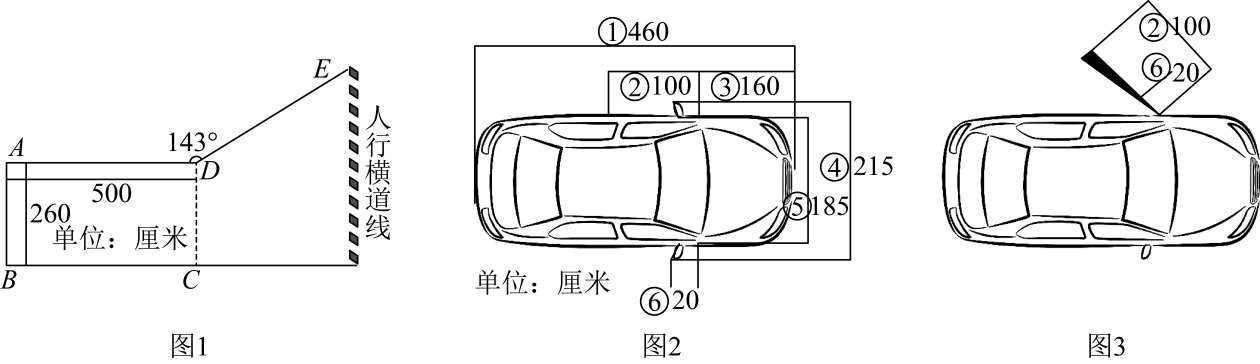 E
143°
A
D
500
260
单位：厘米
B
C
人行横道线
图1
①460
②100
③160
④215
⑤185
单位：厘米
⑥20
图2
②100
⑥20
图3